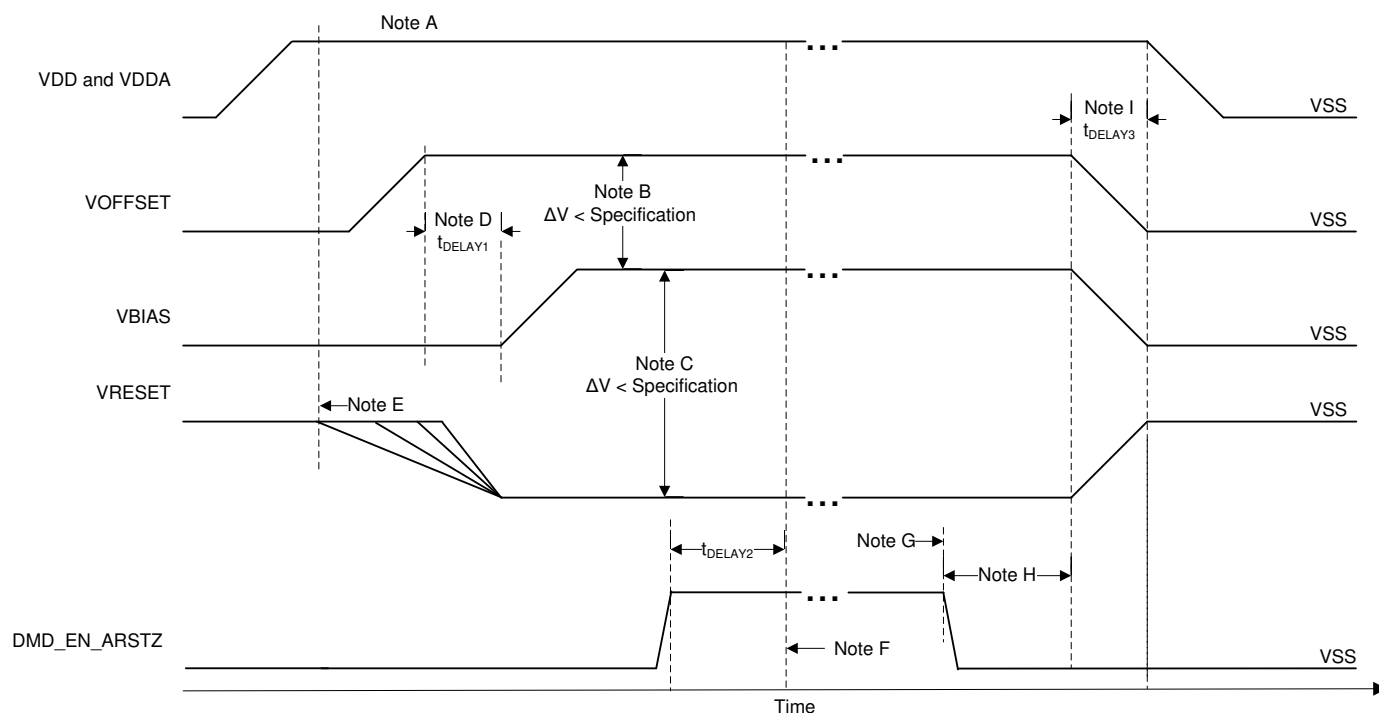 Note A
VDD and VDDA
VSS
Note I
tDELAY3
VOFFSET
Note B
ΔV < Specification
Note D
tDELAY1
VSS
VBIAS
VSS
Note C
ΔV < Specification
VRESET
Note E
VSS
tDELAY2
Note G
Note H
DMD_EN_ARSTZ
Note F
VSS
Time